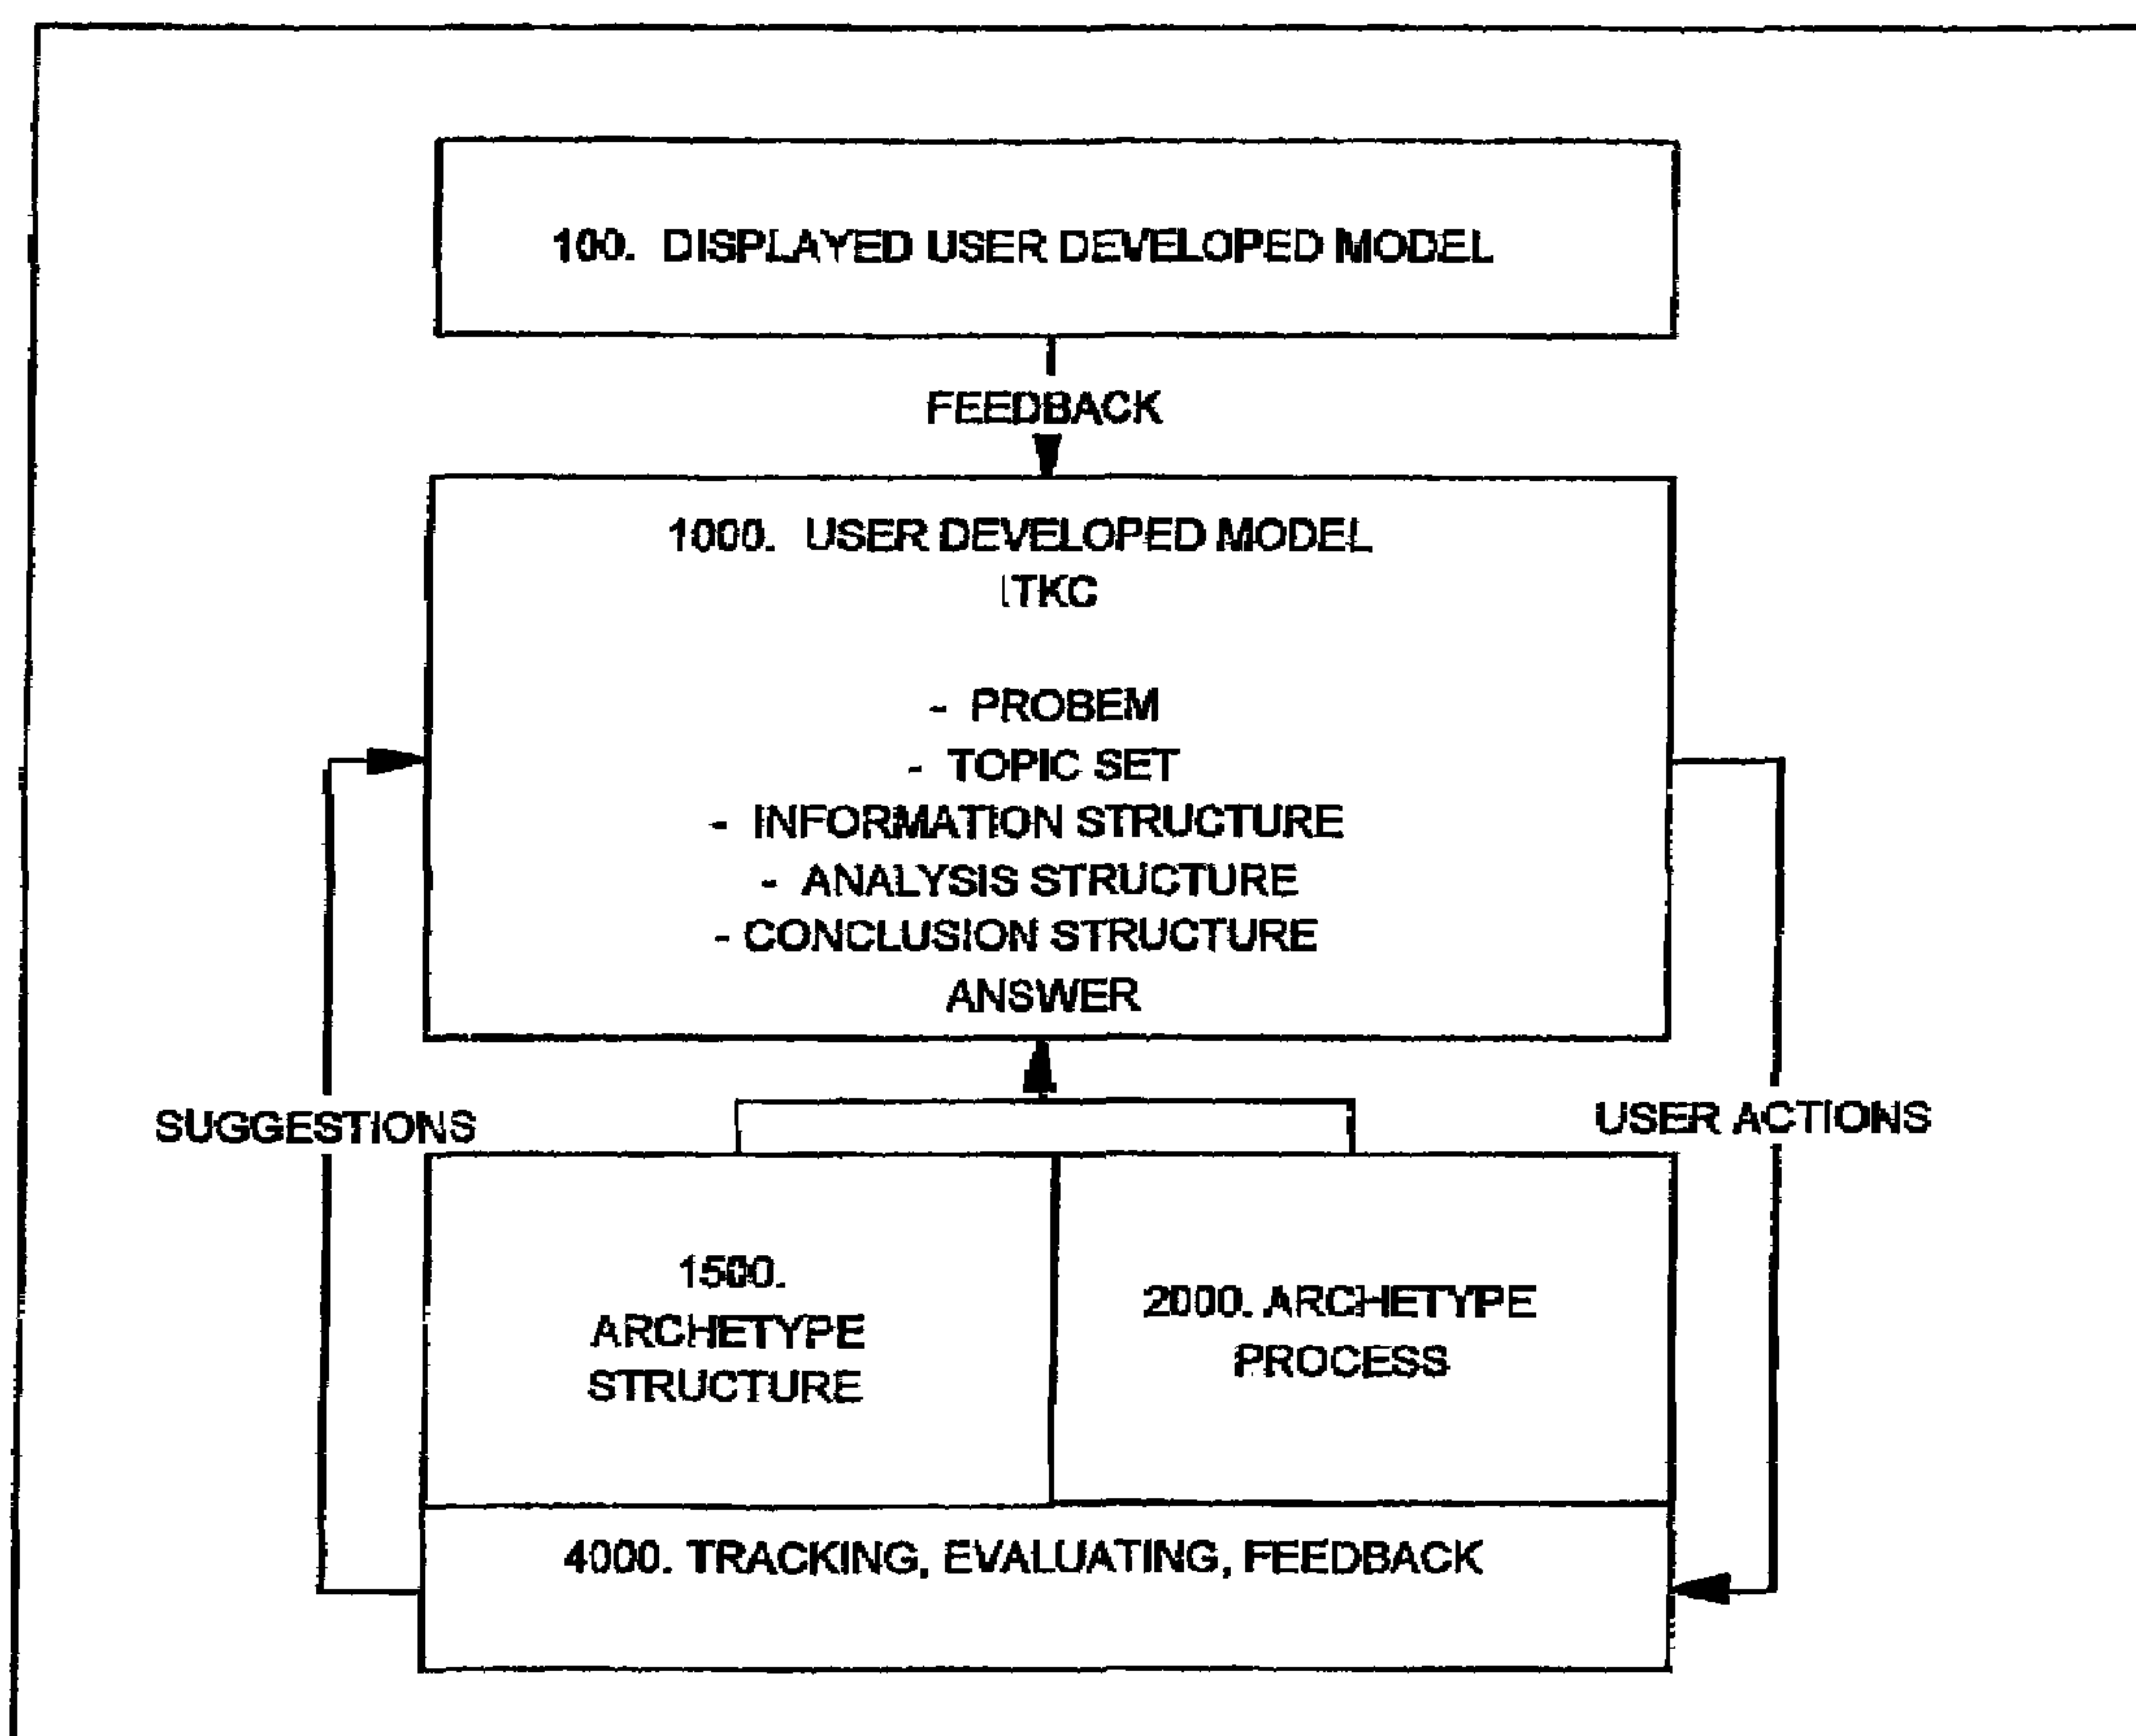 100. DISPLAYED USER DEVELOPED MODEL
FEEDBACK
1000. USER DEVELOPED MODEL
ITKC
- PROBEM
- TOPIC SET
- INFORMATION STRUCTURE
- ANALYSIS STRUCTURE
- CONCLUSION STRUCTURE
ANSWER
SUGGESTIONS
USER ACTIONS
1500.
ARCHETYPE
STRUCTURE
2000. ARCHETYPE
PROCESS
4000. TRACKING, EVALUATING, FEEDBACK